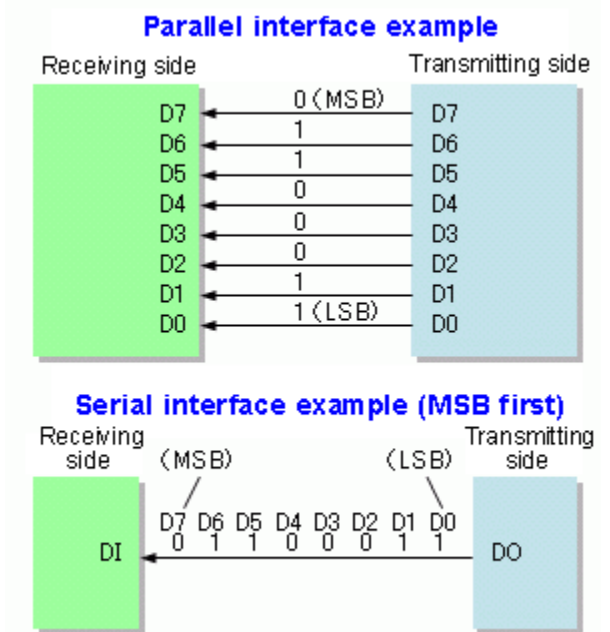 Parallel interface example
Receiving side Transmitting side
D7 0 (MSB) D7
D6 1 D6
D5 1 D5
D4 0 D4
D3 0 D3
D2 0 D2
D1 1 D1
D0 1 (LSB) D0
Serial interface example (MSB first)
Receiving side
Transmitting side
(MSB) (LSB)
D7 D6 D5 D4 D3 D2 D1 D0
0 1 1 0 0 0 1 1
DI DO